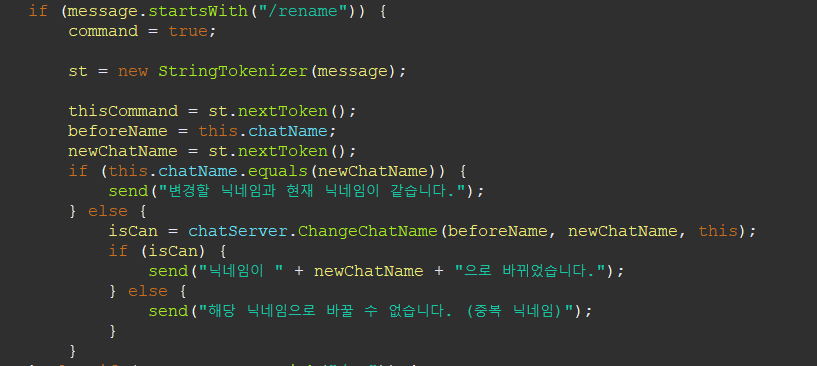 if (message.startsWith("/rename")) {
command = true;
st = new StringTokenizer(message);
thisCommand = st.nextToken();
beforeName = this.chatName;
newChatName = st.nextToken();
if (this.chatName.equals(newChatName)) {
send("변경할 닉네임과 현재 닉네임이 같습니다.");
} else {
isCan = chatServer.ChangeChatName(beforeName, newChatName, this);
if (isCan) {
send("닉네임이 " + newChatName + "으로 바뀌었습니다.");
} else {
send("해당 닉네임으로 바꿀 수 없습니다. (중복 닉네임)");
}
}